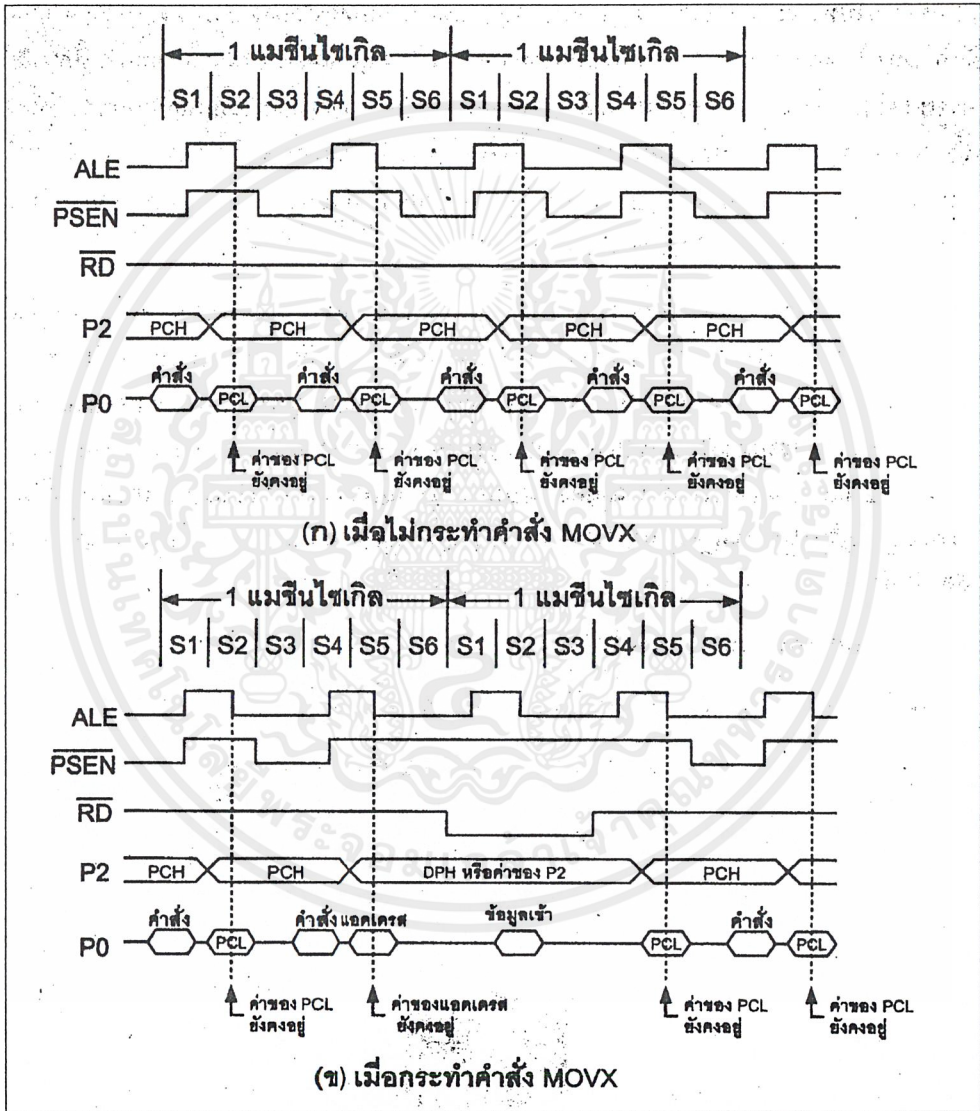 1 แมชีนไซเกิล 1 แมชีนไซเกิล
S1 S2 S3 S4 S5 S6 S1 S2 S3 S4 S5 S6
ALE
PSEN
RD
P2 PCH PCH PCH PCH PCH
คำสั่ง คำสั่ง คำสั่ง คำสั่ง คำสั่ง
P0 PCL PCL PCL PCL PCL
ค่าของ PCL ค่าของ PCL ค่าของ PCL ค่าของ PCL ค่าของ PCL
ยังคงอยู่ ยังคงอยู่ ยังคงอยู่ ยังคงอยู่ ยังคงอยู่
(ก) เมื่อไม่กระทำคำสั่ง MOVX
1 แมชีนไซเกิล 1 แมชีนไซเกิล
S1 S2 S3 S4 S5 S6 S1 S2 S3 S4 S5 S6
ALE
PSEN
RD
P2 PCH PCH DPH หรือค่าของ P2 PCH
คำสั่ง คำสั่ง แอดเดรส ข้อมูลเข้า คำสั่ง
P0 PCL PCL PCL
ค่าของ PCL ค่าของแอดเดรส ค่าของ PCL ค่าของ PCL
ยังคงอยู่ ยังคงอยู่ ยังคงอยู่ ยังคงอยู่
(ข) เมื่อกระทำคำสั่ง MOVX